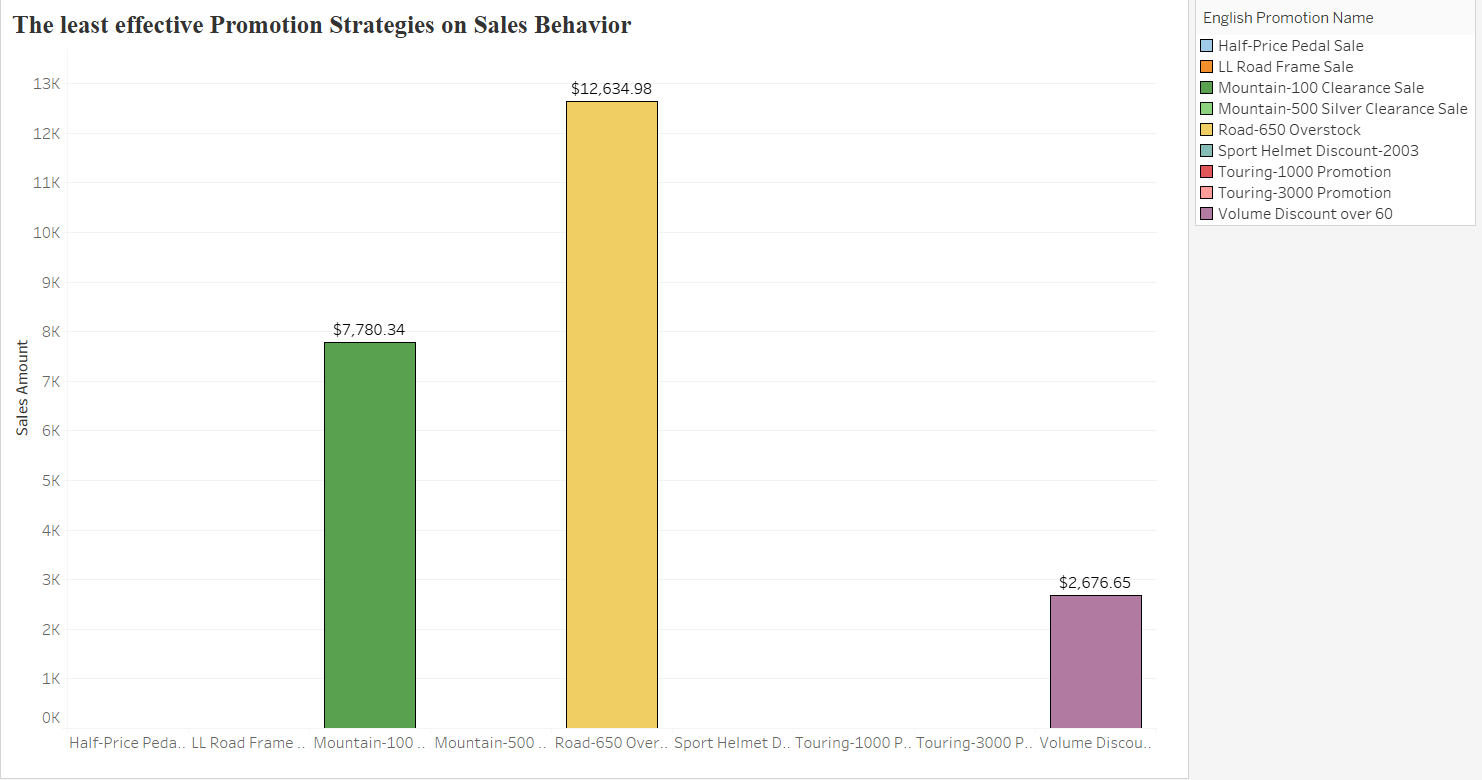 The least effective Promotion Strategies on Sales Behavior
English Promotion Name
Half-Price Pedal Sale
LL Road Frame Sale
Mountain-100 Clearance Sale
Mountain-500 Silver Clearance Sale
Road-650 Overstock
Sport Helmet Discount-2003
Touring-1000 Promotion
Touring-3000 Promotion
Volume Discount over 60
Sales Amount
13K
12K
11K
10K
9K
8K
7K
6K
5K
4K
3K
2K
1K
0K
$7,780.34
$12,634.98
$2,676.65
Half-Price Peda..
LL Road Frame ..
Mountain-100 ..
Mountain-500 ..
Road-650 Over..
Sport Helmet D..
Touring-1000 P..
Touring-3000 P..
Volume Discou..